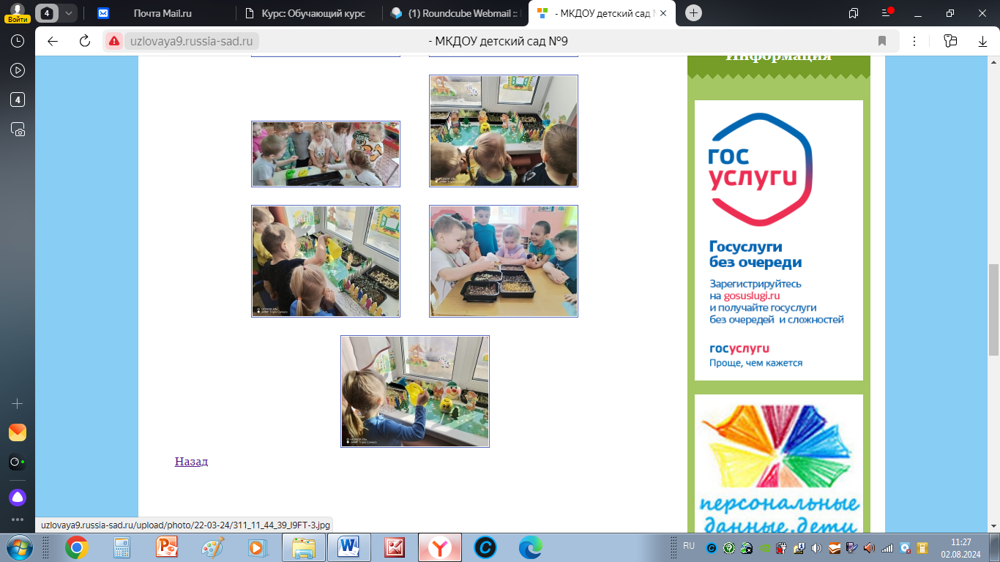 Войти
4
Почта Mail.ru
Курс: Обучающий курс
(1) Roundcube Webmail ::
- МКДОУ детский сад №
uzlovaya9.russia-sad.ru
- МКДОУ детский сад №9
4
Информация
гос
услуги
Госуслуги
без очереди
Зарегистрируйтесь
на gosuslugi.ru
и получайте госуслуги
без очередей и сложностей
госуслуги
Проще, чем кажется
персональные
данные.дети
Назад
uzlovaya9.russia-sad.ru/upload/photo/22-03-24/311_11_44_39_I9FT-3.jpg
RU
11:27
02.08.2024